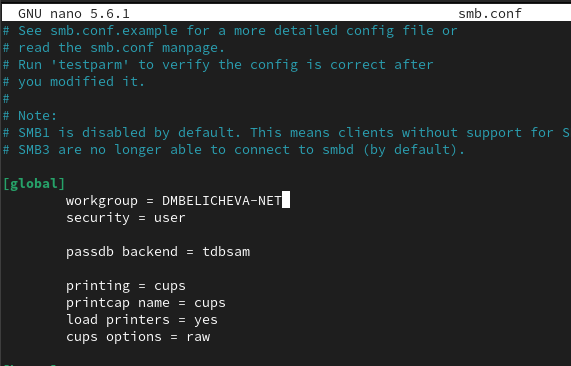 GNU nano 5.6.1 smb.conf
# See smb.conf.example for a more detailed config file or
# read the smb.conf manpage.
# Run 'testparm' to verify the config is correct after
# you modified it.
#
# Note:
# SMB1 is disabled by default. This means clients without support for S
# SMB3 are no longer able to connect to smbd (by default).
[global]
workgroup = DMBELICHEVA-NET
security = user
passdb backend = tdbsam
printing = cups
printcap name = cups
load printers = yes
cups options = raw